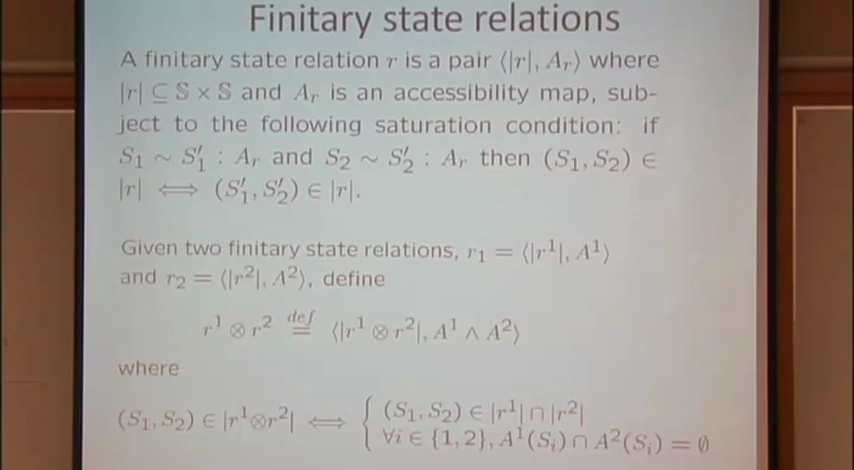 Finitary state relations
A finitary state relation r is a pair ⟨|r|, A_r⟩ where
|r| ⊆ 𝕊 × 𝕊 and A_r is an accessibility map, sub-
ject to the following saturation condition: if
S_1 ∼ S′_1 : A_r and S_2 ∼ S′_2 : A_r then (S_1, S_2) ∈
|r| ⟺ (S′_1, S′_2) ∈ |r|.
Given two finitary state relations, r_1 = ⟨|r^1|, A^1⟩
and r_2 = ⟨|r^2|, A^2⟩, define
r^1 ⊗ r^2 def= ⟨|r^1 ⊗ r^2|, A^1 ∧ A^2⟩
where
(S_1, S_2) ∈ |r^1⊗r^2| ⟺ { (S_1, S_2) ∈ |r^1| ∩ |r^2|
∀i ∈ {1, 2}, A^1(S_i) ∩ A^2(S_i) = ∅